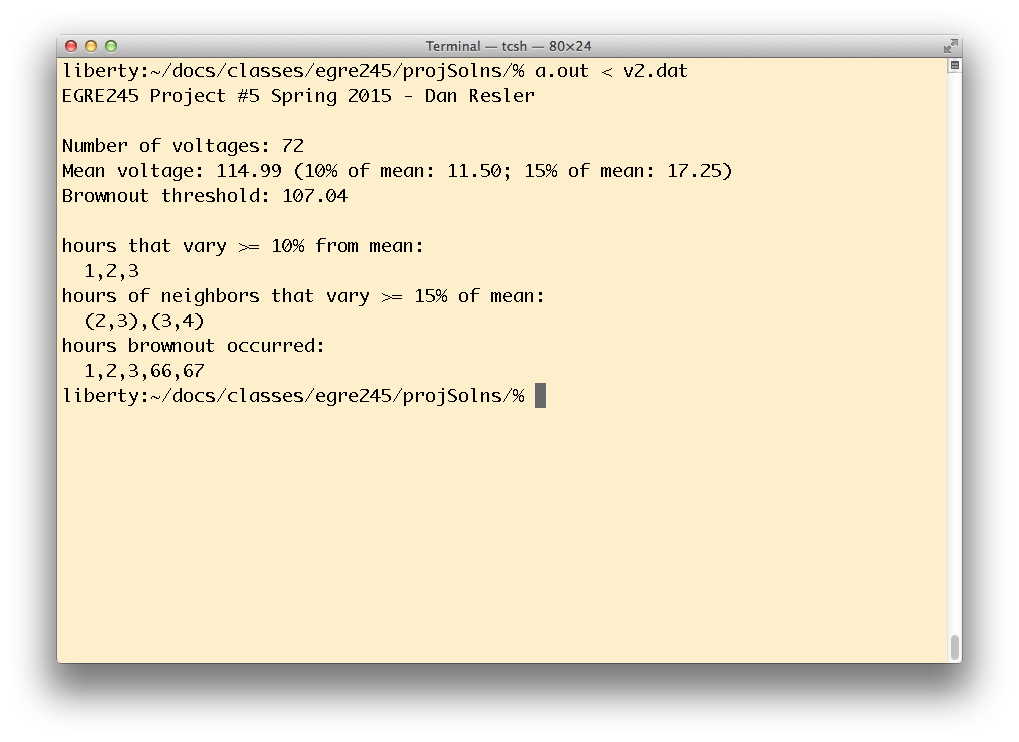 Terminal — tcsh — 80×24
liberty:~/docs/classes/egre245/projSolns/% a.out < v2.dat
EGRE245 Project #5 Spring 2015 - Dan Resler
Number of voltages: 72
Mean voltage: 114.99 (10% of mean: 11.50; 15% of mean: 17.25)
Brownout threshold: 107.04
hours that vary >= 10% from mean:
1,2,3
hours of neighbors that vary >= 15% of mean:
(2,3),(3,4)
hours brownout occurred:
1,2,3,66,67
liberty:~/docs/classes/egre245/projSolns/%